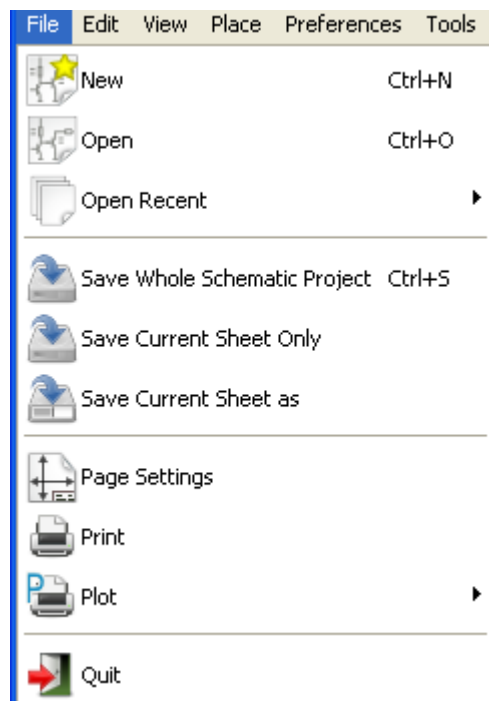 File Edit View Place Preferences Tools
New Ctrl+N
Open Ctrl+O
Open Recent
Save Whole Schematic Project Ctrl+S
Save Current Sheet Only
Save Current Sheet as
Page Settings
Print
P Plot
Quit